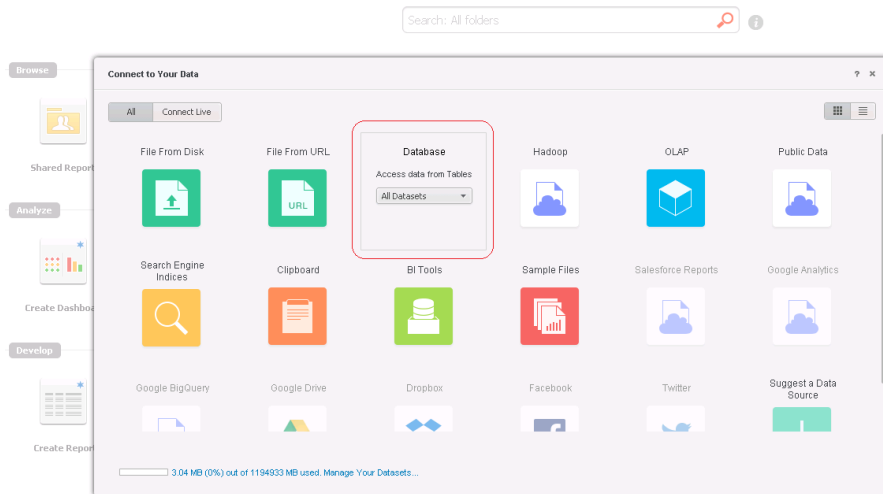 Search: All folders
Browse
Shared Report
Analyze
Create Dashboa
Develop
Create Report
Connect to Your Data
?
All
Connect Live
File From Disk
File From URL
URL
Database
Access data from Tables
All Datasets
Hadoop
OLAP
Public Data
Search Engine
Indices
Clipboard
BI Tools
Sample Files
Salesforce Reports
Google Analytics
Google BigQuery
Google Drive
Dropbox
Facebook
Twitter
Suggest a Data
Source
3.04 MB (0%) out of 1194933 MB used. Manage Your Datasets...